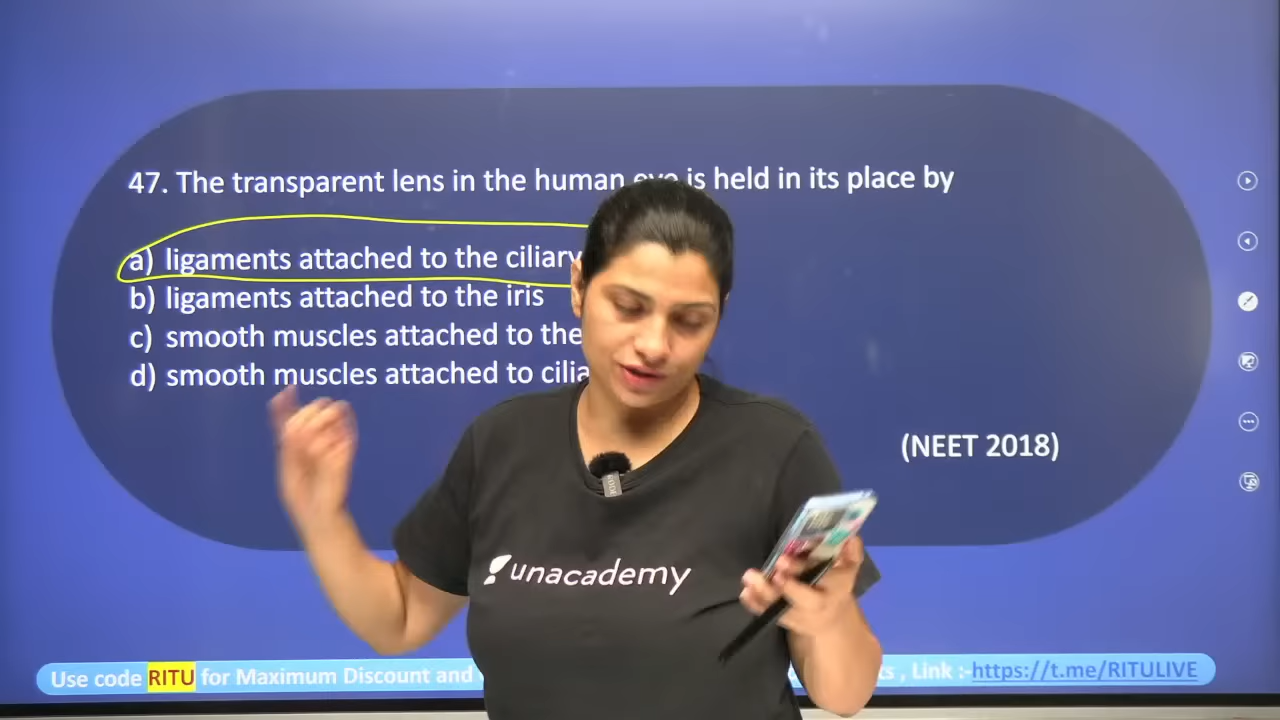 47. The transparent lens in the human eye is held in its place by
a) ligaments attached to the ciliary
b) ligaments attached to the iris
c) smooth muscles attached to the
d) smooth muscles attached to
(NEET 2018)
unacademy
Use code RITU for Maximum Discount and , Link :-https://t.me/RITULIVE